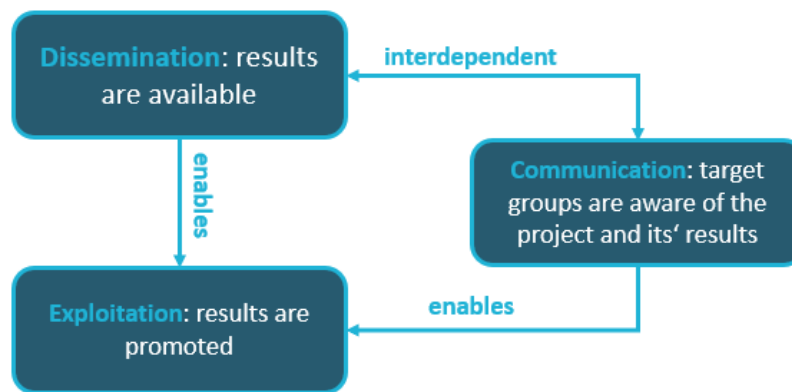 Dissemination: results
are available
interdependent
enables
Communication: target
groups are aware of the
project and its‘ results
Exploitation: results are
promoted
enables